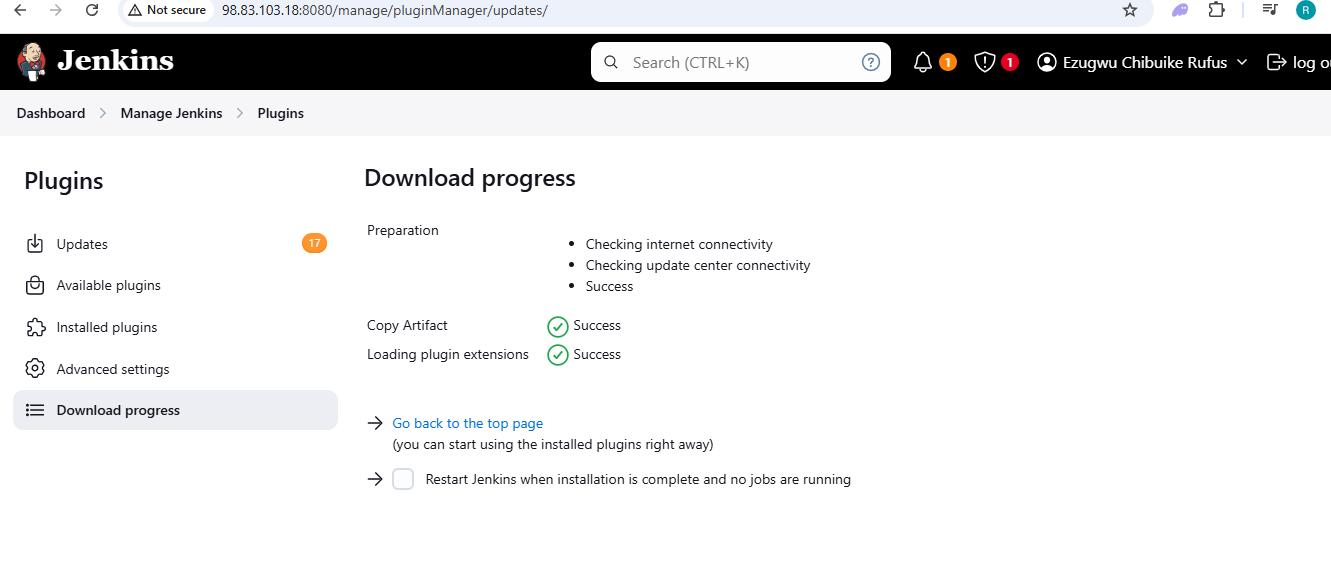 Not secure 98.83.103.18:8080/manage/pluginManager/updates/ R
Jenkins Search (CTRL+K) ? 1 1 Ezugwu Chibuike Rufus log o
Dashboard Manage Jenkins Plugins
Plugins
Updates 17
Available plugins
Installed plugins
Advanced settings
Download progress
Download progress
Preparation
• Checking internet connectivity
• Checking update center connectivity
• Success
Copy Artifact Success
Loading plugin extensions Success
→ Go back to the top page
(you can start using the installed plugins right away)
→ Restart Jenkins when installation is complete and no jobs are running